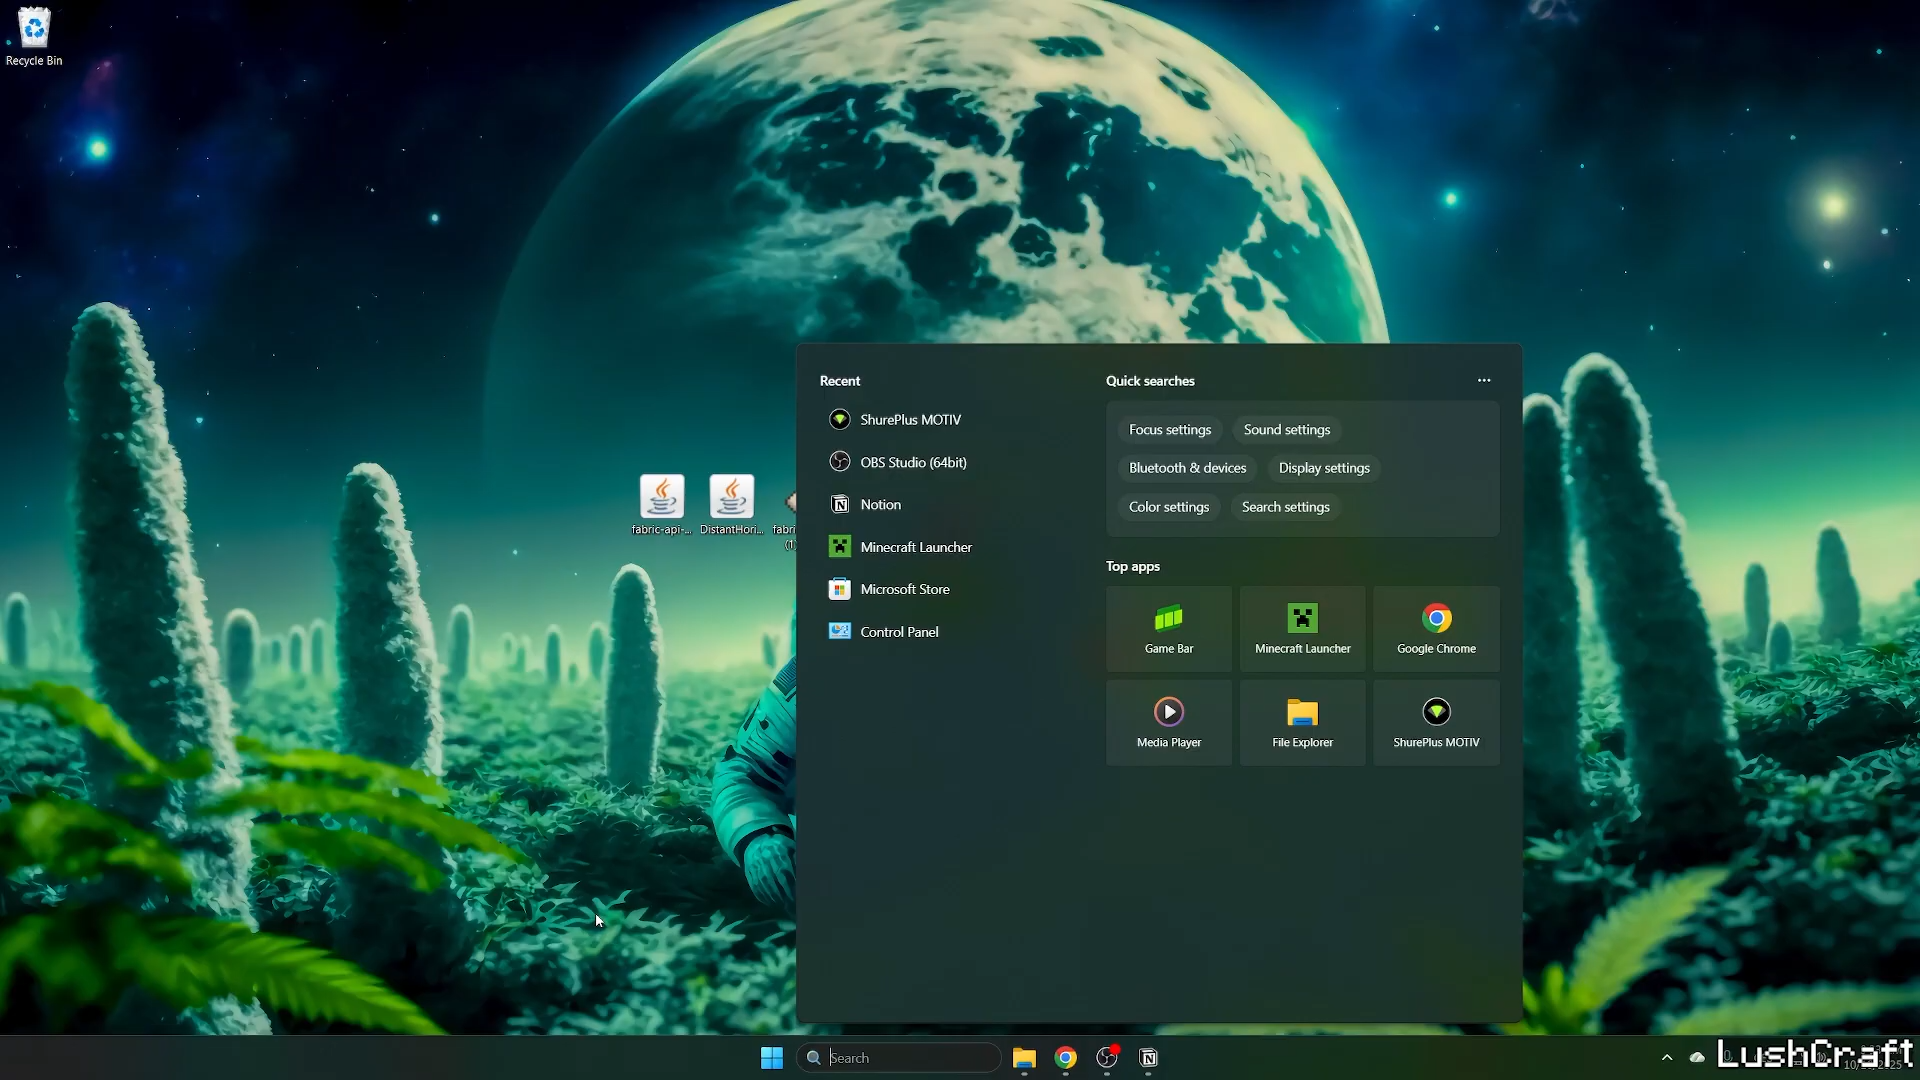 Recycle Bin
fabric-api-...
DistantHori...
fabri
(1)
Recent
ShurePlus MOTIV
OBS Studio (64bit)
Notion
Minecraft Launcher
Microsoft Store
Control Panel
Quick searches
...
Focus settings
Sound settings
Bluetooth & devices
Display settings
Color settings
Search settings
Top apps
Game Bar
Minecraft Launcher
Google Chrome
Media Player
File Explorer
ShurePlus MOTIV
Search
LushCraft